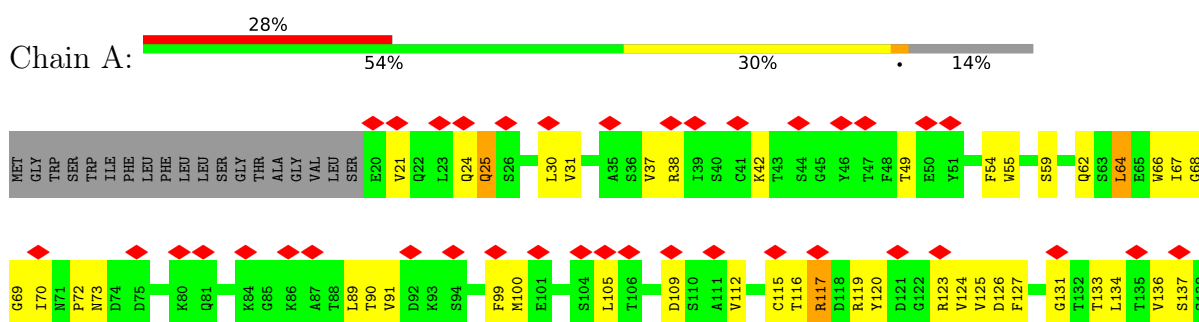 28%
Chain A:
54% 30% • 14%
MET GLY TRP SER TRP ILE PHE LEU PHE LEU LEU SER GLY THR ALA GLY VAL LEU SER E20 V21 Q22 L23 Q24 Q25 S26 L30 V31 A35 S36 V37 R38 I39 S40 C41 K42 T43 S44 G45 Y46 T47 F48 T49 E50 Y51 F54 W55 S59 Q62 S63 L64 E65 W66 I67 G68
G69 I70 N71 P72 N73 D74 D75 K80 Q81 K84 G85 K86 A87 T88 L89 T90 V91 D92 K93 S94 F99 M100 E101 S104 L105 T106 D109 S110 A111 V112 C115 T116 R117 D118 R119 Y120 D121 G122 R123 V124 V125 D126 F127 G131 T132 T133 L134 T135 V136 S137